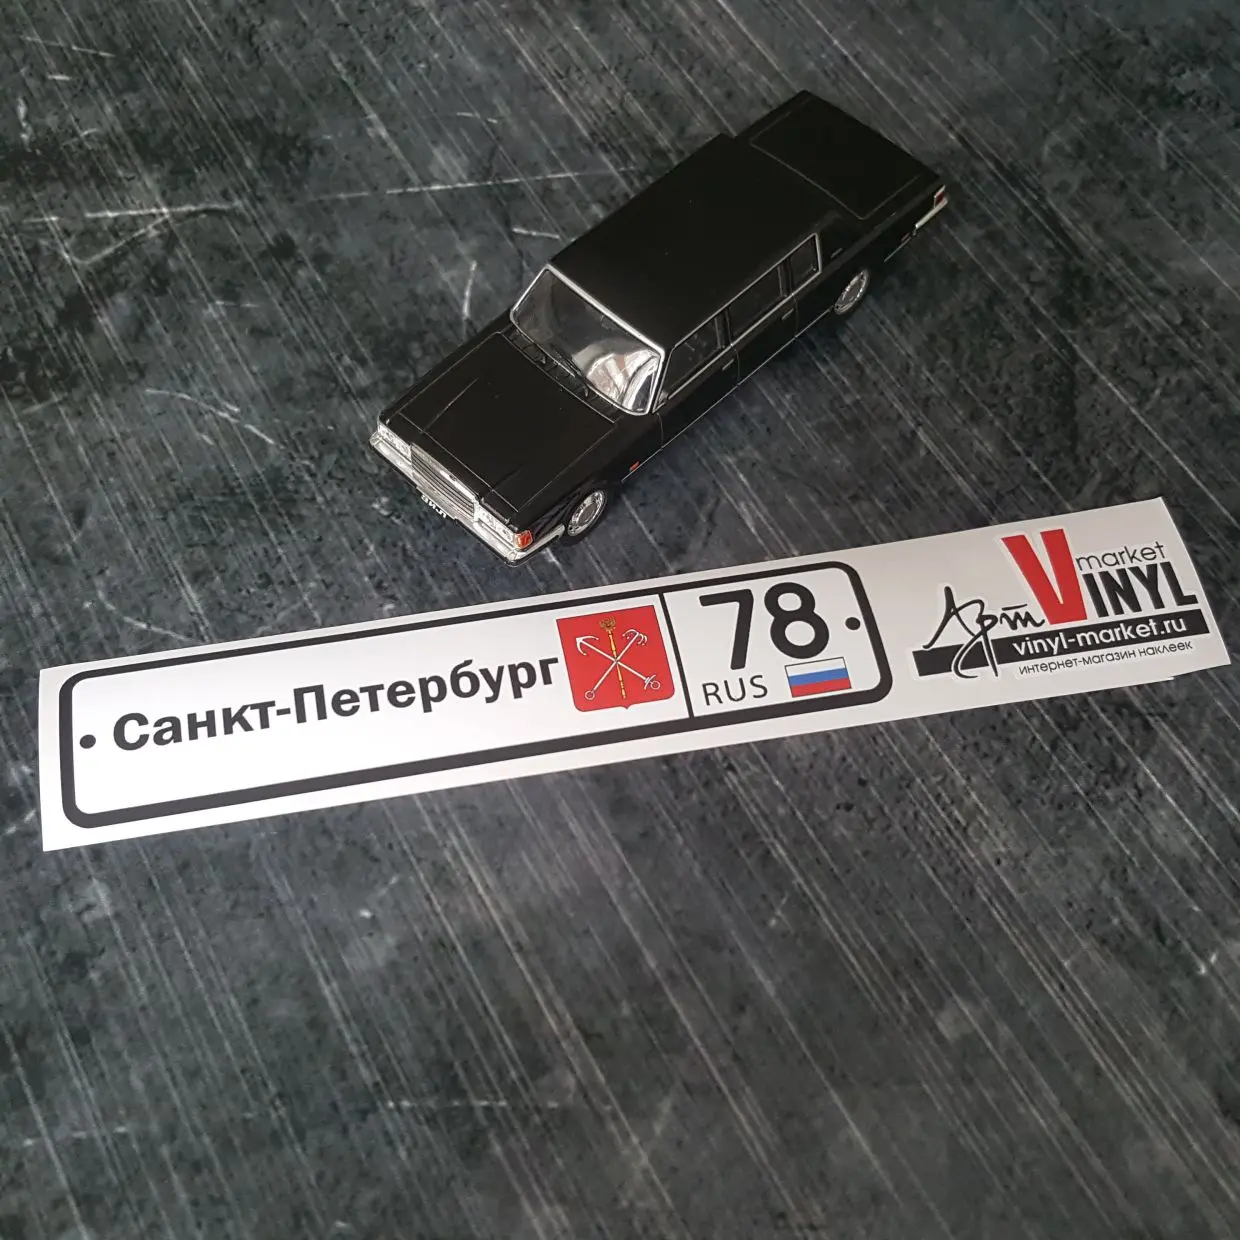 Санкт-Петербург
78
RUS
market
VINYL
Арт
vinyl-market.ru
интернет-магазин наклеек